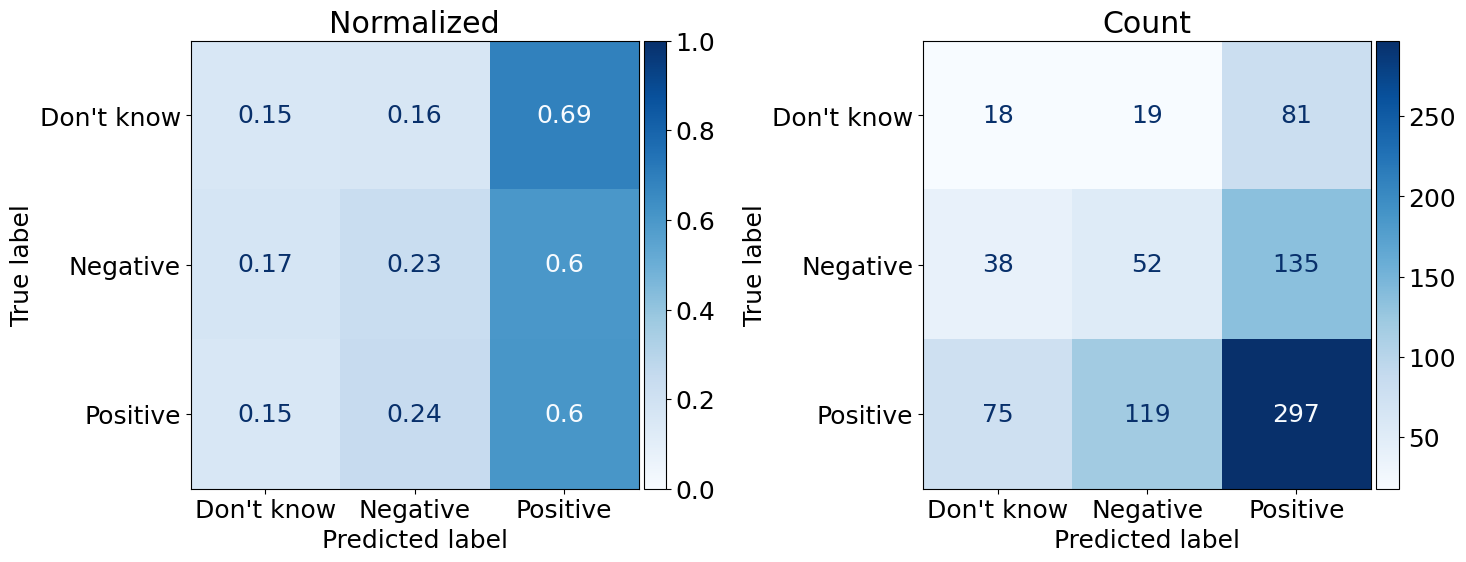 Normalized
Don't know 0.15 0.16 0.69 1.0
0.8
Negative 0.17 0.23 0.6 0.6
0.4
Positive 0.15 0.24 0.6 0.2
0.0
Don't know Negative Positive
Predicted label
True label
Count
Don't know 18 19 81 250
200
Negative 38 52 135 150
100
Positive 75 119 297 50
Don't know Negative Positive
Predicted label
True label